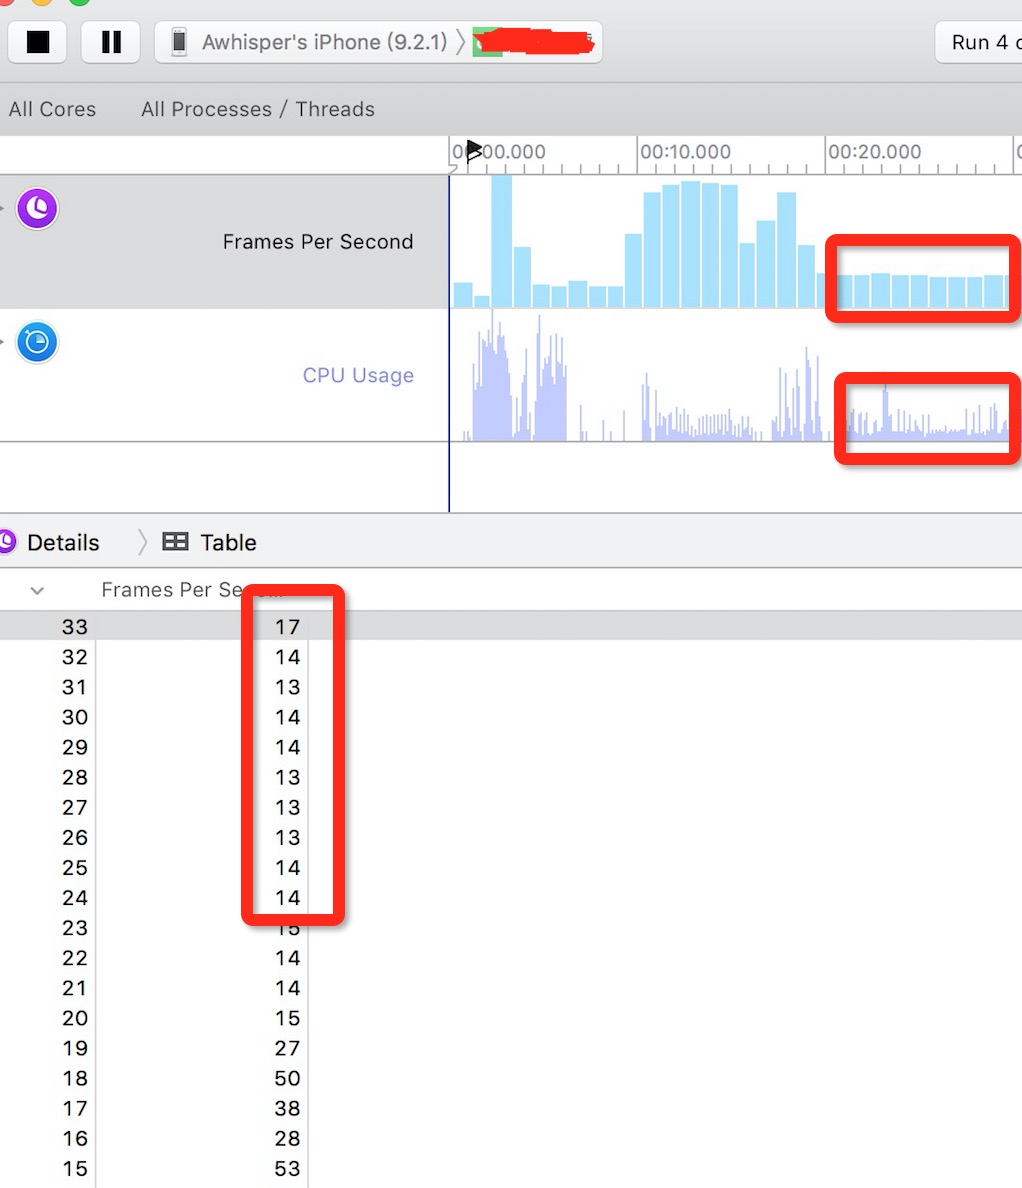 Awhisper's iPhone (9.2.1)
Run 4
All Cores All Processes / Threads
00:00.000 00:10.000 00:20.000
Frames Per Second
CPU Usage
Details Table
Frames Per
33 17
32 14
31 13
30 14
29 14
28 13
27 13
26 13
25 14
24 14
23 15
22 14
21 14
20 15
19 27
18 50
17 38
16 28
15 53